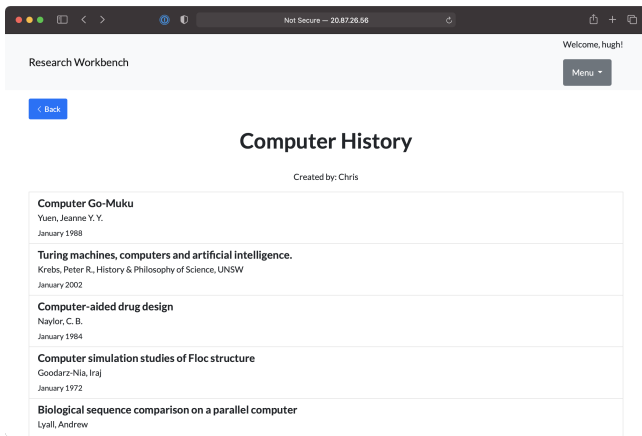 Not Secure — 20.87.26.56
Welcome, hugh!
Research Workbench
Menu
< Back
Computer History
Created by: Chris
Computer Go-Muku
Yuen, Jeanne Y. Y.
January 1988
Turing machines, computers and artificial intelligence.
Krebs, Peter R., History & Philosophy of Science, UNSW
January 2002
Computer-aided drug design
Naylor, C. B.
January 1984
Computer simulation studies of Floc structure
Goodarz-Nia, Iraj
January 1972
Biological sequence comparison on a parallel computer
Lyall, Andrew